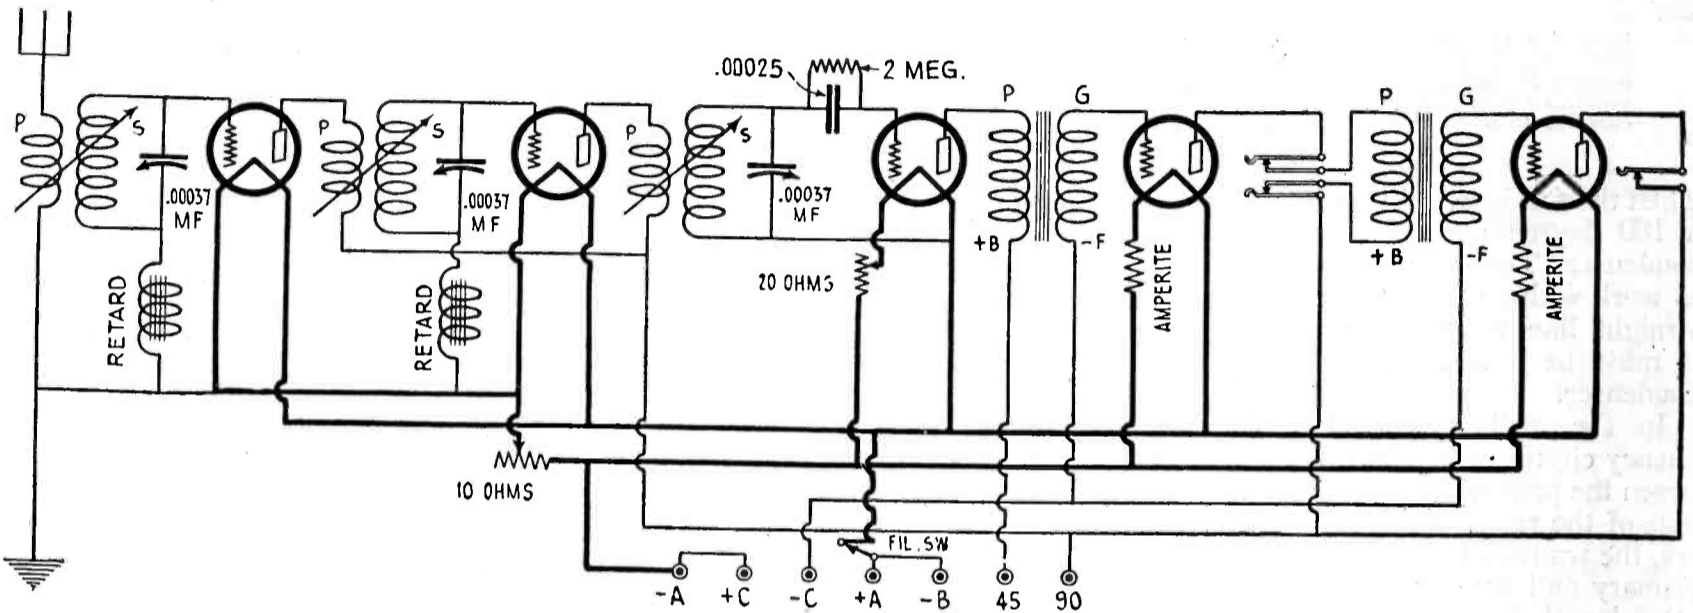 .00025
2 MEG.
P
S
.00037
MF
RETARD
P
S
.00037
MF
RETARD
P
S
.00037
MF
20 OHMS
P
G
+B
-F
AMPERITE
P
G
+B
-F
AMPERITE
10 OHMS
FIL. SW
-A
+C
-C
+A
-B
45
90